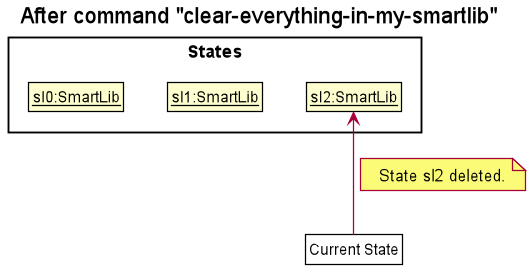 After command "clear-everything-in-my-smartlib"
States
sl0:SmartLib
sl1:SmartLib
sl2:SmartLib
State sl2 deleted.
Current State